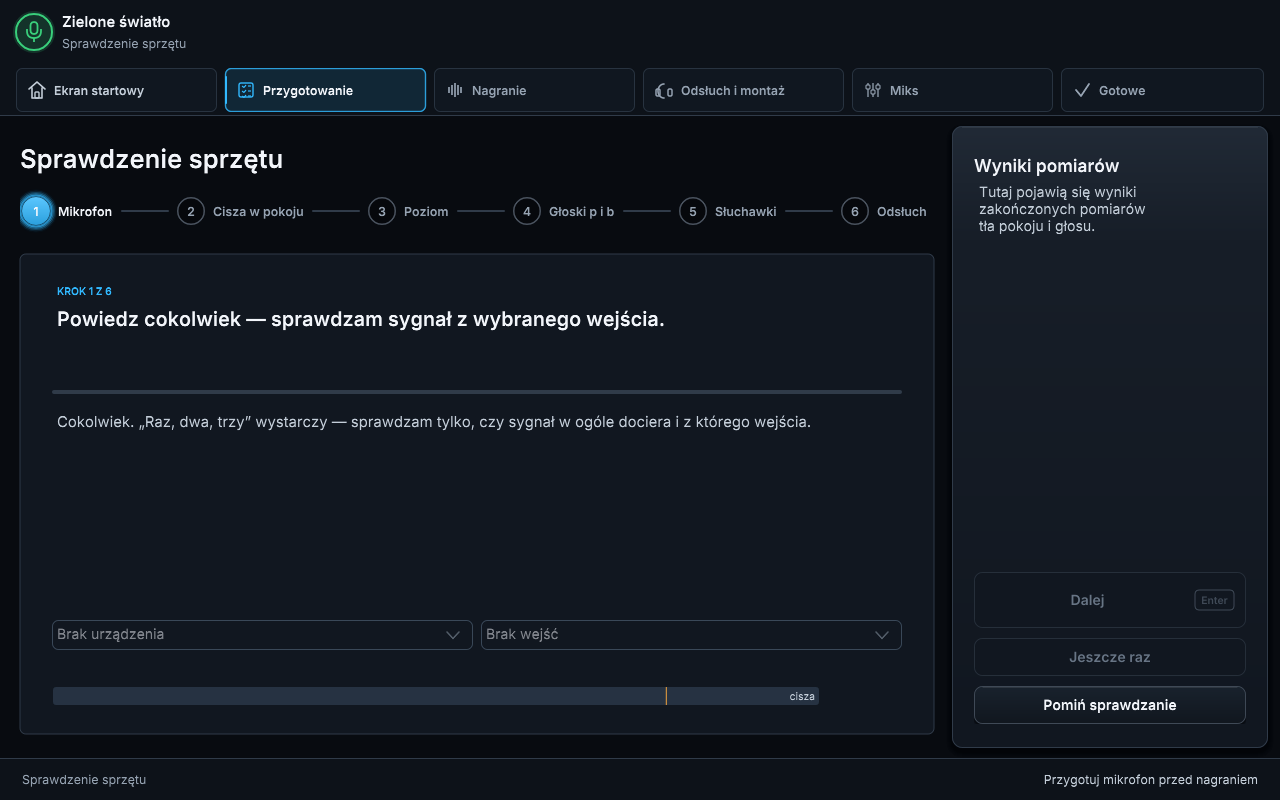 Zielone światło
Sprawdzenie sprzętu
Ekran startowy
Przygotowanie
Nagranie
Odsłuch i montaż
Miks
Gotowe
Sprawdzenie sprzętu
1 Mikrofon
2 Cisza w pokoju
3 Poziom
4 Głoski p i b
5 Słuchawki
6 Odsłuch
KROK 1 Z 6
Powiedz cokolwiek — sprawdzam sygnał z wybranego wejścia.
Cokolwiek. „Raz, dwa, trzy” wystarczy — sprawdzam tylko, czy sygnał w ogóle dociera i z którego wejścia.
Brak urządzenia
Brak wejść
cisza
Wyniki pomiarów
Tutaj pojawią się wyniki
zakończonych pomiarów
tła pokoju i głosu.
Dalej
Enter
Jeszcze raz
Pomiń sprawdzanie
Sprawdzenie sprzętu
Przygotuj mikrofon przed nagraniem